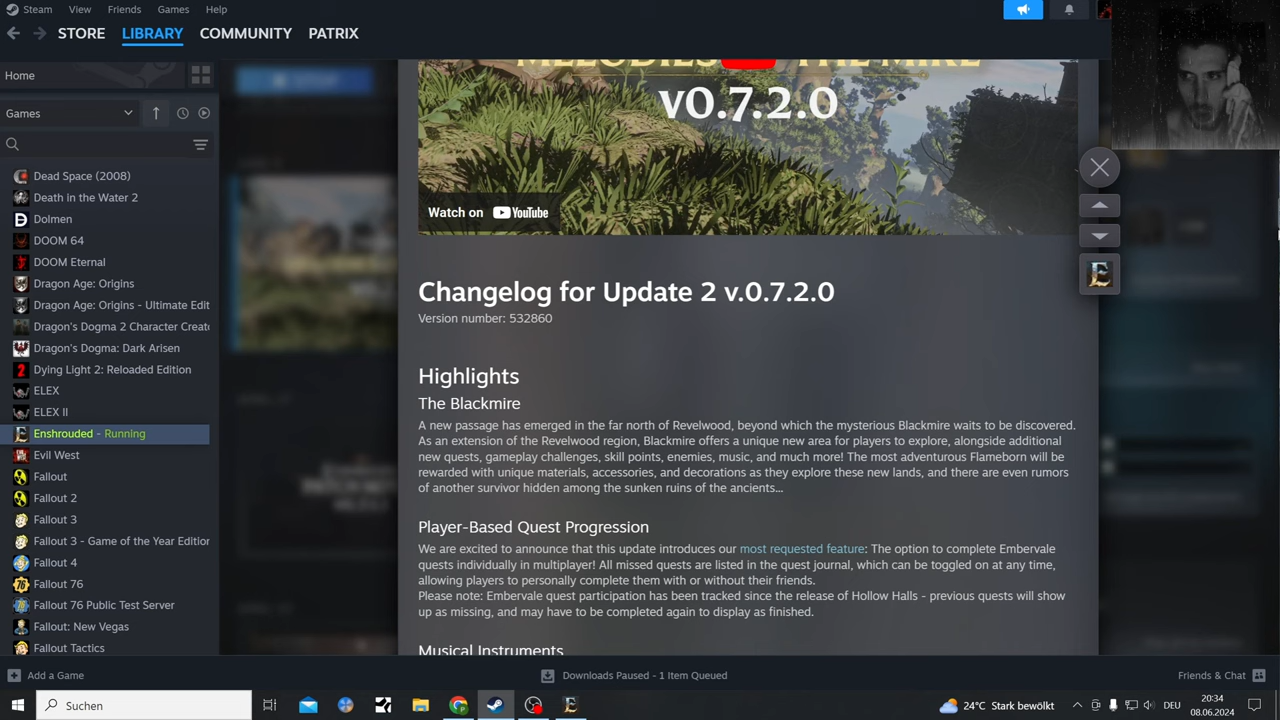 Steam View Friends Games Help
STORE LIBRARY COMMUNITY PATRIX
Home
Games
Dead Space (2008)
Death in the Water 2
Dolmen
DOOM 64
DOOM Eternal
Dragon Age: Origins
Dragon Age: Origins - Ultimate Edit
Dragon's Dogma 2 Character Creat
Dragon's Dogma: Dark Arisen
Dying Light 2: Reloaded Edition
ELEX
ELEX II
Enshrouded - Running
Evil West
Fallout
Fallout 2
Fallout 3
Fallout 3 - Game of the Year Edition
Fallout 4
Fallout 76
Fallout 76 Public Test Server
Fallout: New Vegas
Fallout Tactics
Add a Game
MELODIES THE MIRE
v0.7.2.0
Watch on YouTube
Changelog for Update 2 v.0.7.2.0
Version number: 532860
Highlights
The Blackmire
A new passage has emerged in the far north of Revelwood, beyond which the mysterious Blackmire waits to be discovered.
As an extension of the Revelwood region, Blackmire offers a unique new area for players to explore, alongside additional
new quests, gameplay challenges, skill points, enemies, music, and much more! The most adventurous Flameborn will be
rewarded with unique materials, accessories, and decorations as they explore these new lands, and there are even rumors
of another survivor hidden among the sunken ruins of the ancients...
Player-Based Quest Progression
We are excited to announce that this update introduces our most requested feature: The option to complete Embervale
quests individually in multiplayer! All missed quests are listed in the quest journal, which can be toggled on at any time,
allowing players to personally complete them with or without their friends.
Please note: Embervale quest participation has been tracked since the release of Hollow Halls - previous quests will show
up as missing, and may have to be completed again to display as finished.
Musical Instruments
Downloads Paused - 1 Item Queued
Friends & Chat
Suchen
24°C Stark bewölkt
DEU
20:34
08.06.2024